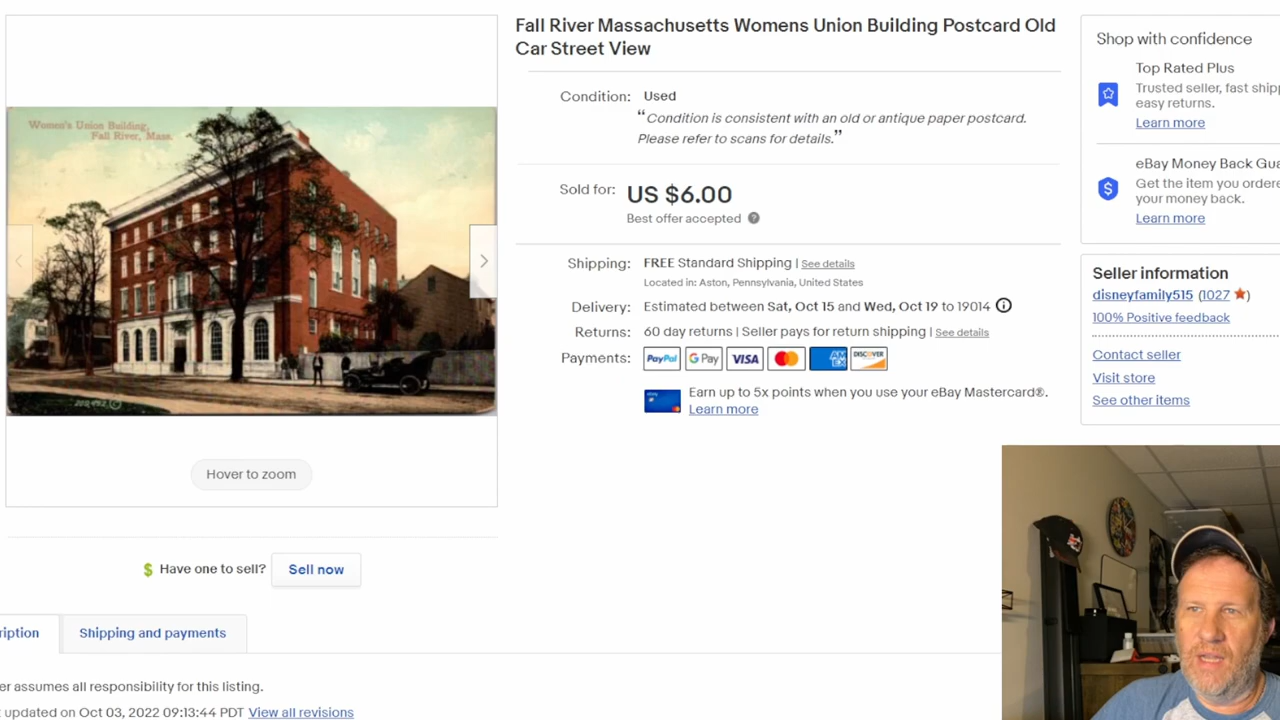 Fall River Massachusetts Womens Union Building Postcard Old
Car Street View
Condition: Used
“Condition is consistent with an old or antique paper postcard.
Please refer to scans for details.”
Sold for: US $6.00
Best offer accepted
Shipping: FREE Standard Shipping | See details
Located in: Aston, Pennsylvania, United States
Delivery: Estimated between Sat, Oct 15 and Wed, Oct 19 to 19014
Returns: 60 day returns | Seller pays for return shipping | See details
Payments: PayPal G Pay VISA AM EX DISCOVER
Earn up to 5x points when you use your eBay Mastercard®.
Learn more
Shop with confidence
Top Rated Plus
Trusted seller, fast shipp
easy returns.
Learn more
eBay Money Back Gua
Get the item you ordere
your money back.
Learn more
Seller information
disneyfamily515 (1027)
100% Positive feedback
Contact seller
Visit store
See other items
Women's Union Building,
Fall River, Mass.
Hover to zoom
$ Have one to sell? Sell now
ription
Shipping and payments
er assumes all responsibility for this listing.
t updated on Oct 03, 2022 09:13:44 PDT View all revisions